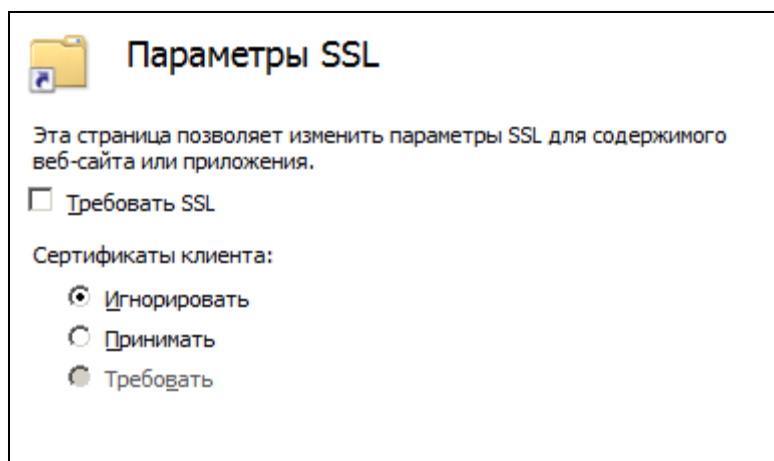 Параметры SSL
Эта страница позволяет изменить параметры SSL для содержимого
веб-сайта или приложения.
Требовать SSL
Сертификаты клиента:
Игнорировать
Принимать
Требовать